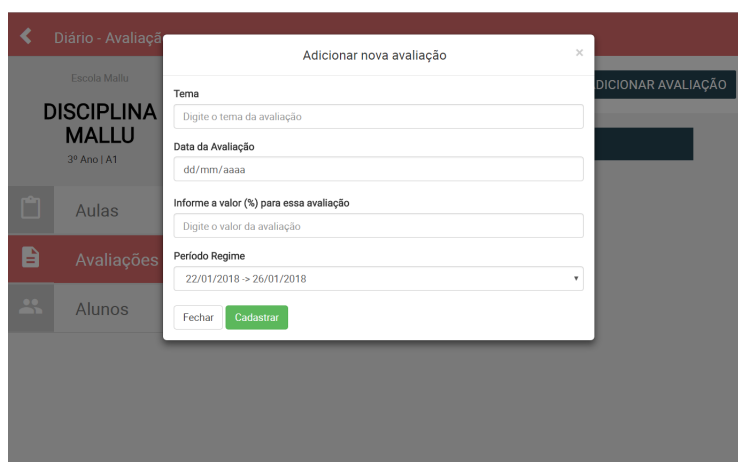 Diário - Avaliaçã
Adicionar nova avaliação
×
Escola Mallu
DISCIPLINA
MALLU
3º Ano | A1
DICIONAR AVALIAÇÃO
Tema
Digite o tema da avaliação
Data da Avaliação
dd/mm/aaaa
Informe a valor (%) para essa avaliação
Digite o valor da avaliação
Período Regime
22/01/2018 -> 26/01/2018
Fechar
Cadastrar
Aulas
Avaliações
Alunos